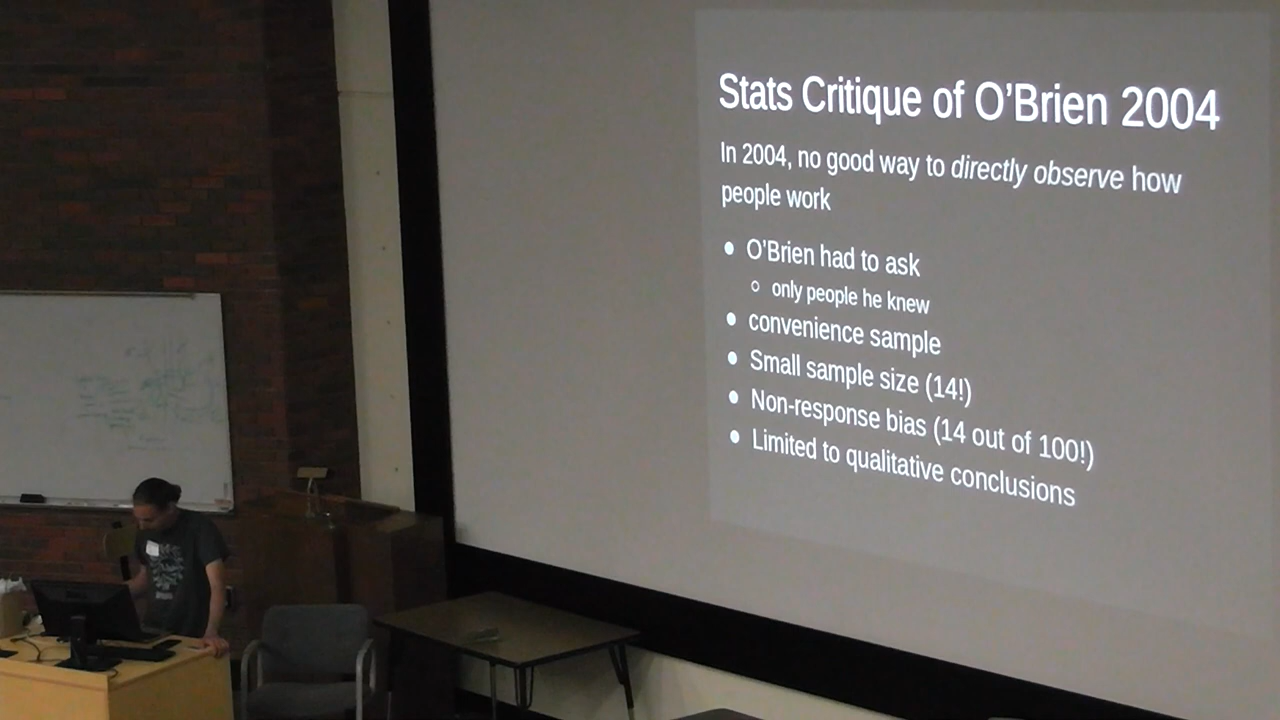 Stats Critique of O'Brien 2004
In 2004, no good way to directly observe how
people work
● O'Brien had to ask
○ only people he knew
● convenience sample
● Small sample size (14!)
● Non-response bias (14 out of 100!)
● Limited to qualitative conclusions